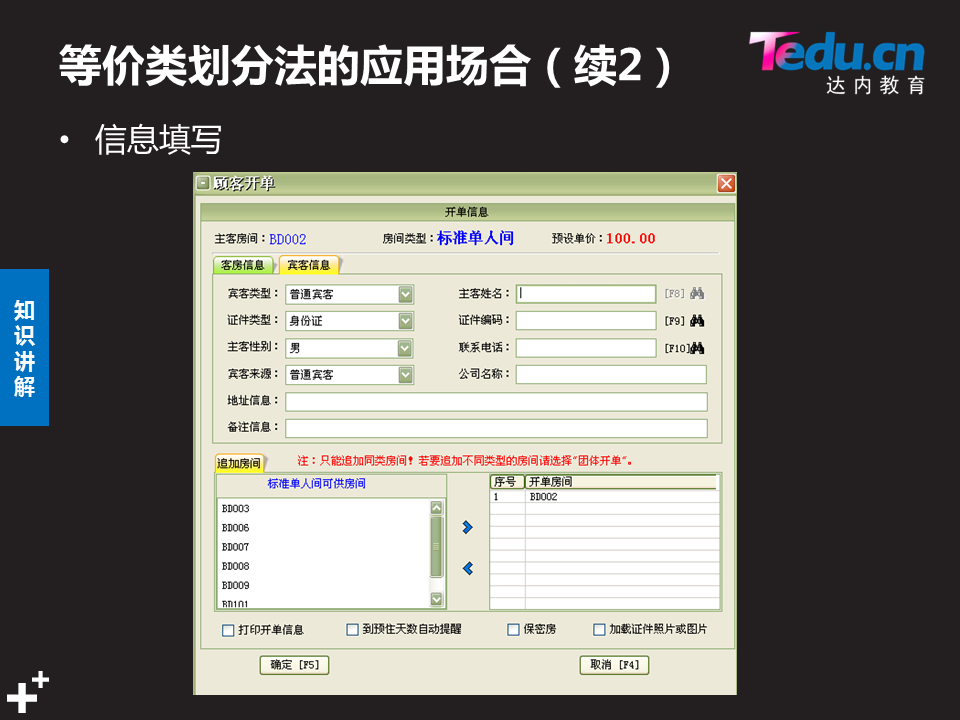 等价类划分法的应用场合（续2）
Tedu.cn
达内教育
• 信息填写
知识讲解
顾客开单
开单信息
主客房间：BD002 房间类型：标准单人间 预设单价：100.00
客房信息 宾客信息
宾客类型： 普通宾客 主客姓名： [F8]
证件类型： 身份证 证件编码： [F9]
主客性别： 男 联系电话： [F10]
宾客来源： 普通宾客 公司名称：
地址信息：
备注信息：
追加房间 注：只能追加同类房间！若要追加不同类型的房间请选择"团体开单"。
标准单人间可供房间 序号 开单房间
1 BD002
BD003
BD006
BD007
BD008
BD009
BD101
打印开单信息 到预住天数自动提醒 保密房 加载证件照片或图片
确定 [F5] 取消 [F4]